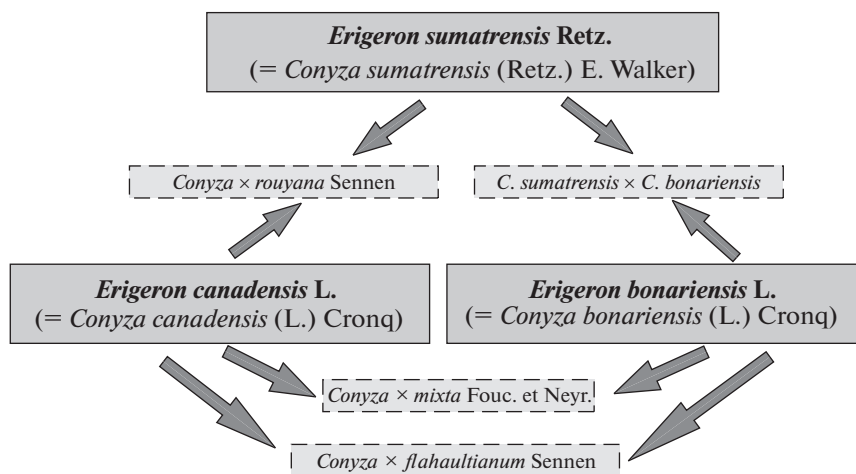 Erigeron sumatrensis Retz.
(= Conyza sumatrensis (Retz.) E. Walker)
Conyza × rouyana Sennen
C. sumatrensis × C. bonariensis
Erigeron canadensis L.
(= Conyza canadensis (L.) Cronq)
Erigeron bonariensis L.
(= Conyza bonariensis (L.) Cronq)
Conyza × mixta Fouc. et Neyr.
Conyza × flahaultianum Sennen